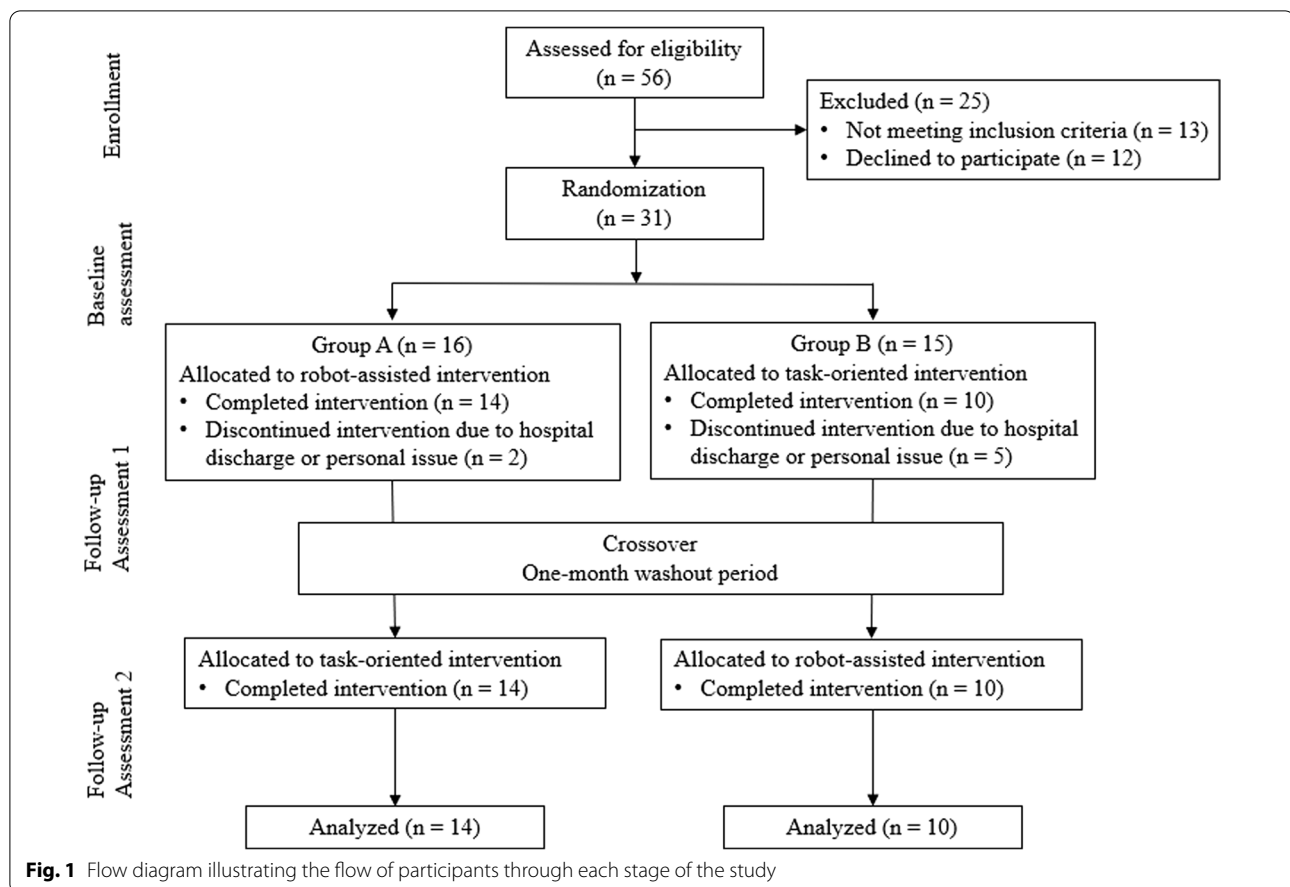 Enrollment
Assessed for eligibility
(n = 56)
Excluded (n = 25)
• Not meeting inclusion criteria (n = 13)
• Declined to participate (n = 12)
Randomization
(n = 31)
Baseline
assessment
Group A (n = 16)
Allocated to robot-assisted intervention
• Completed intervention (n = 14)
• Discontinued intervention due to hospital
discharge or personal issue (n = 2)
Group B (n = 15)
Allocated to task-oriented intervention
• Completed intervention (n = 10)
• Discontinued intervention due to hospital
discharge or personal issue (n = 5)
Follow-up
Assessment 1
Crossover
One-month washout period
Follow-up
Assessment 2
Allocated to task-oriented intervention
• Completed intervention (n = 14)
Allocated to robot-assisted intervention
• Completed intervention (n = 10)
Analyzed (n = 14)
Analyzed (n = 10)
Fig. 1 Flow diagram illustrating the flow of participants through each stage of the study